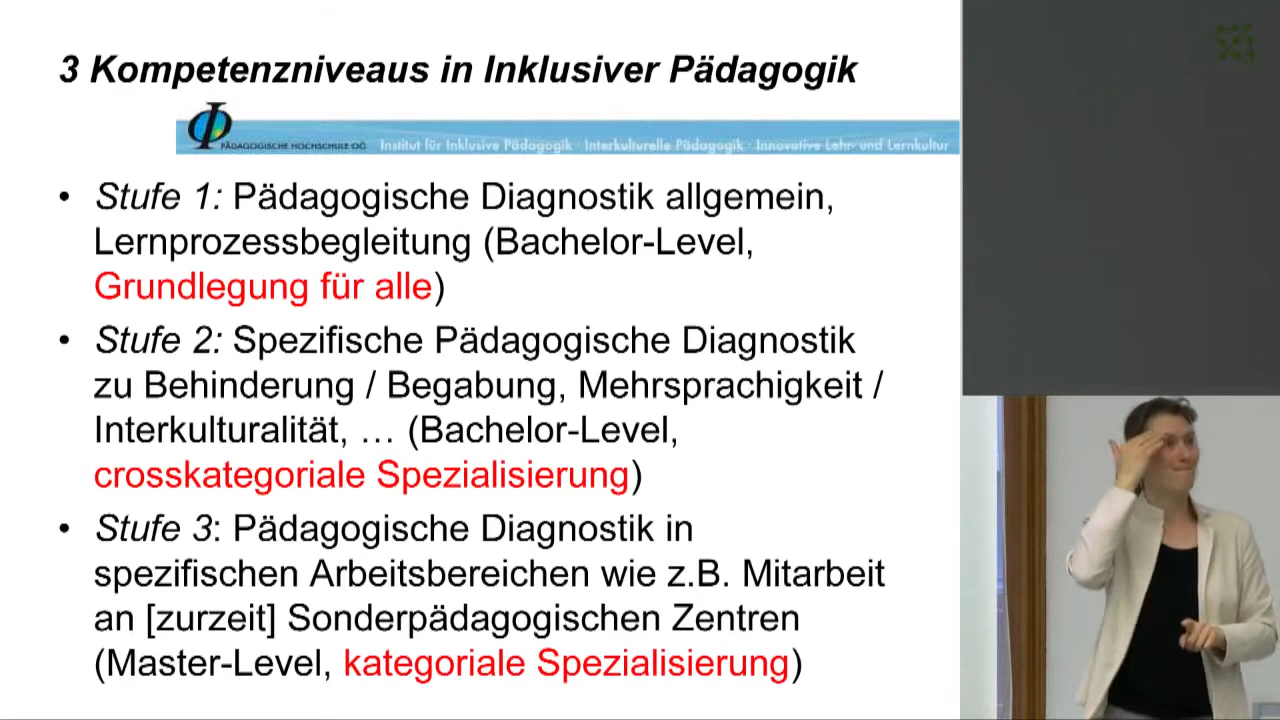 3 Kompetenzniveaus in Inklusiver Pädagogik
PÄDAGOGISCHE HOCHSCHULE OÖ Institut für Inklusive Pädagogik · Interkulturelle Pädagogik · Innovative Lehr- und Lernkultur
• Stufe 1: Pädagogische Diagnostik allgemein,
Lernprozessbegleitung (Bachelor-Level,
Grundlegung für alle)
• Stufe 2: Spezifische Pädagogische Diagnostik
zu Behinderung / Begabung, Mehrsprachigkeit /
Interkulturalität, … (Bachelor-Level,
crosskategoriale Spezialisierung)
• Stufe 3: Pädagogische Diagnostik in
spezifischen Arbeitsbereichen wie z.B. Mitarbeit
an [zurzeit] Sonderpädagogischen Zentren
(Master-Level, kategoriale Spezialisierung)